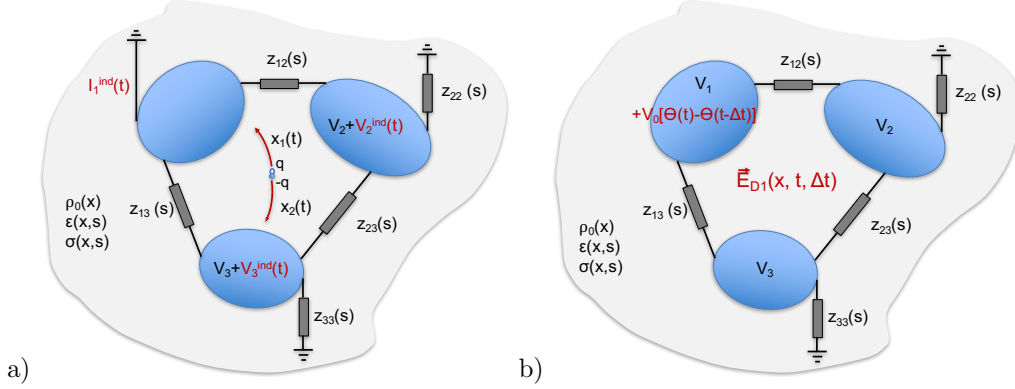 I₁ⁱⁿᵈ(t)
z₁₂(s)
z₂₂ (s)
V₂+V₂ⁱⁿᵈ(t)
x₁(t)
q
-q
x₂(t)
z₁₃ (s)
z₂₃(s)
ρ₀(x)
ε(x,s)
σ(x,s)
V₃+V₃ⁱⁿᵈ(t)
z₃₃(s)
a)
z₁₂(s)
z₂₂ (s)
V₁
+V₀[Θ(t)-Θ(t-Δt)]
V₂
E⃗D₁(x, t, Δt)
z₁₃ (s)
z₂₃(s)
ρ₀(x)
ε(x,s)
σ(x,s)
V₃
z₃₃(s)
b)